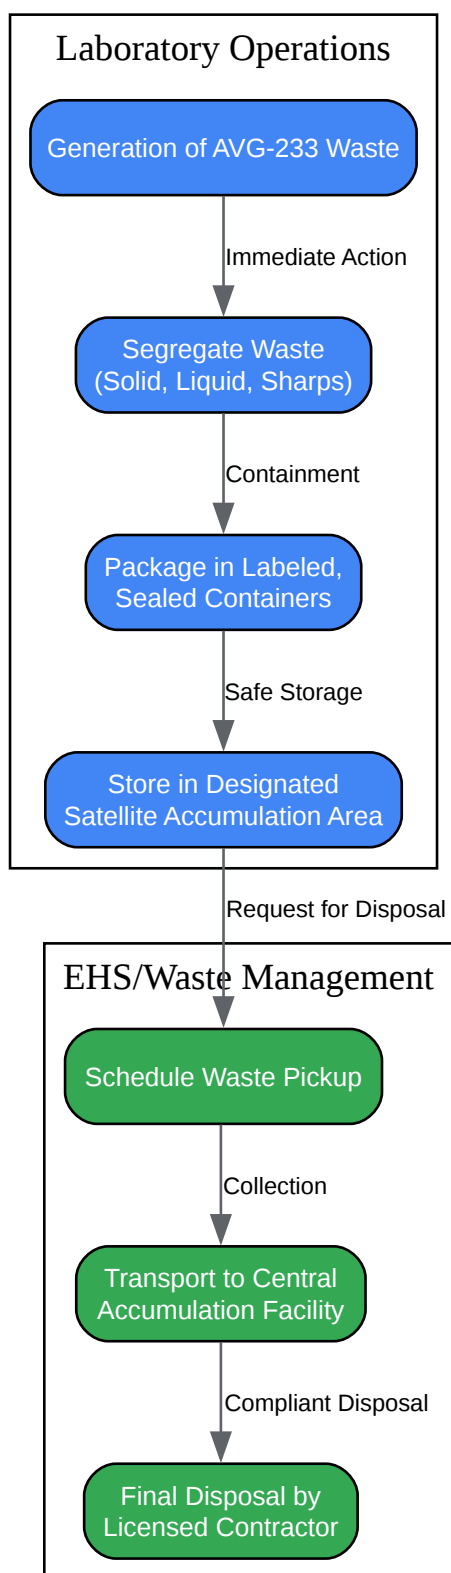 Laboratory Operations
Generation of AVG-233 Waste
Immediate Action
Segregate Waste
(Solid, Liquid, Sharps)
Containment
Package in Labeled,
Sealed Containers
Safe Storage
Store in Designated
Satellite Accumulation Area
Request for Disposal
EHS/Waste Management
Schedule Waste Pickup
Collection
Transport to Central
Accumulation Facility
Compliant Disposal
Final Disposal by
Licensed Contractor